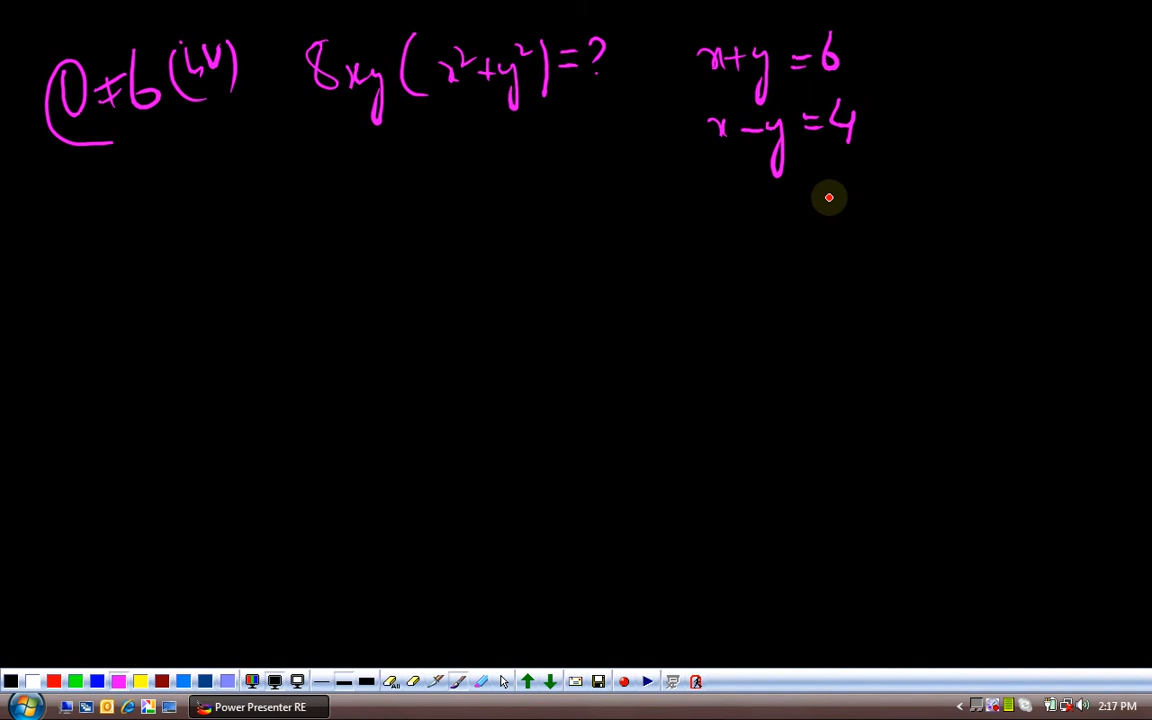 Q#6 (iv) 8xy(x²+y²)=? x+y=6
x-y=4
Power Presenter RE
2:17 PM